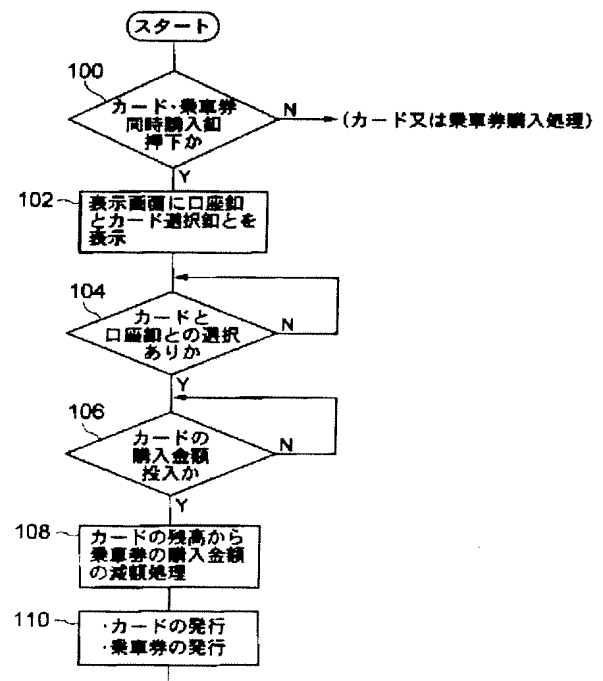 スタート
100
カード・乗車券
同時購入釦
押下か
N
(カード又は乗車券購入処理)
Y
102
表示画面に口座釦
とカード選択釦とを
表示
104
カードと
口座釦との選択
ありか
N
Y
106
カードの
購入金額
投入か
N
Y
108
カードの残高から
乗車券の購入金額
の減額処理
110
・カードの発行
・乗車券の発行